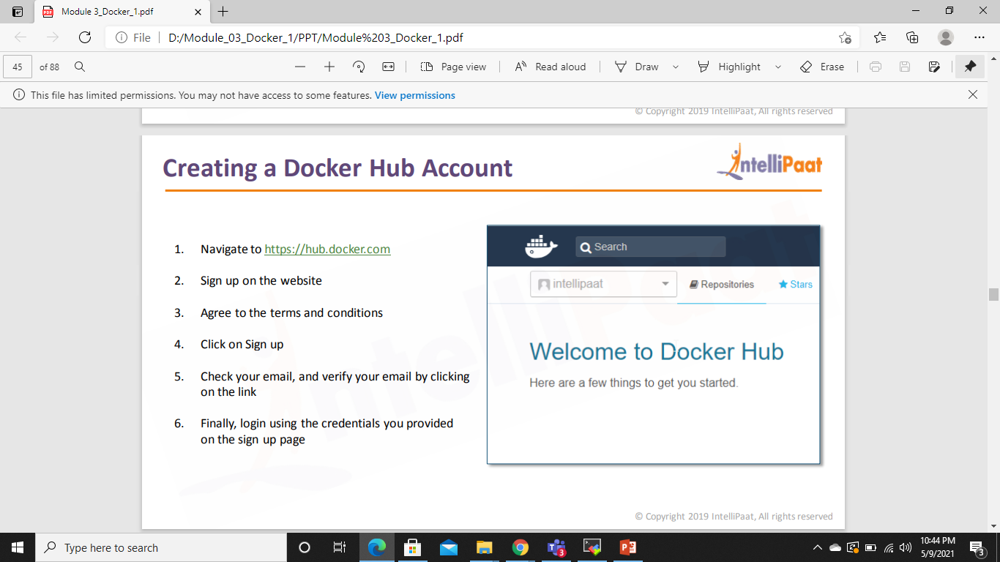 Module 3_Docker_1.pdf
File
D:/Module_03_Docker_1/PPT/Module%203_Docker_1.pdf
45 of 88
Page view
Read aloud
Draw
Highlight
Erase
This file has limited permissions. You may not have access to some features. View permissions
© Copyright 2019 IntelliPaat, All rights reserved
Creating a Docker Hub Account
IntelliPaat
1. Navigate to https://hub.docker.com
2. Sign up on the website
3. Agree to the terms and conditions
4. Click on Sign up
5. Check your email, and verify your email by clicking
on the link
6. Finally, login using the credentials you provided
on the sign up page
Search
intellipaat
Repositories
Stars
Welcome to Docker Hub
Here are a few things to get you started.
© Copyright 2019 IntelliPaat, All rights reserved
Type here to search
3
10:44 PM
5/9/2021
3